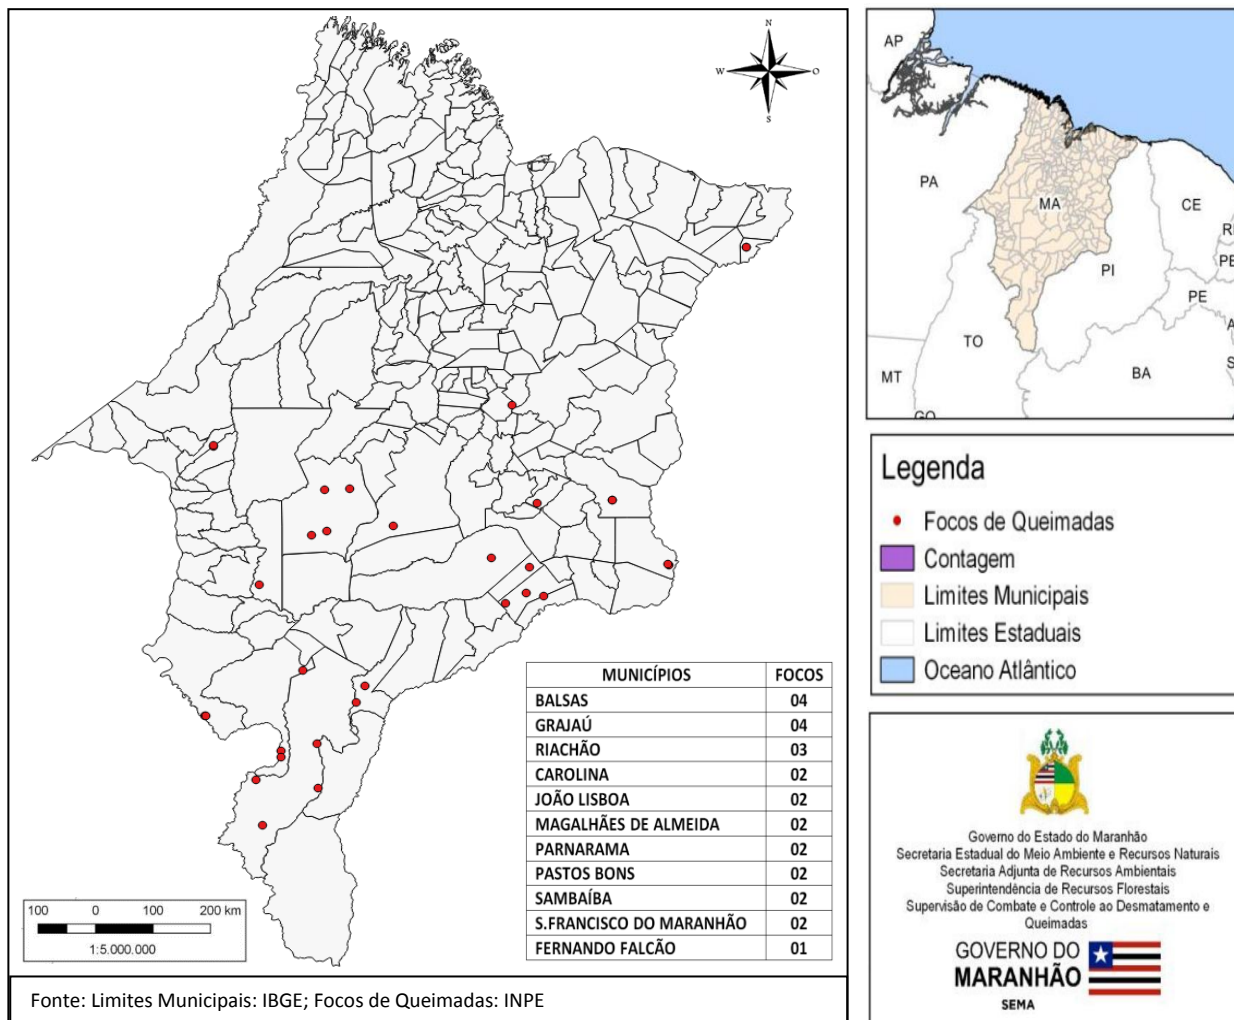 N
W
O
S
MUNICÍPIOS FOCOS
BALSAS 04
GRAJAÚ 04
RIACHÃO 03
CAROLINA 02
JOÃO LISBOA 02
MAGALHÃES DE ALMEIDA 02
PARNARAMA 02
PASTOS BONS 02
SAMBAÍBA 02
S.FRANCISCO DO MARANHÃO 02
FERNANDO FALCÃO 01
100 0 100 200 km
1:5.000.000
Fonte: Limites Municipais: IBGE; Focos de Queimadas: INPE
AP
PA
MA
CE
RI
PB
PI
PE
A
TO
MT
BA
S
GO
Legenda
Focos de Queimadas
Contagem
Limites Municipais
Limites Estaduais
Oceano Atlântico
Governo do Estado do Maranhão
Secretaria Estadual do Meio Ambiente e Recursos Naturais
Secretaria Adjunta de Recursos Ambientais
Superintendência de Recursos Florestais
Supervisão de Combate e Controle ao Desmatamento e
Queimadas
GOVERNO DO
MARANHÃO
SEMA